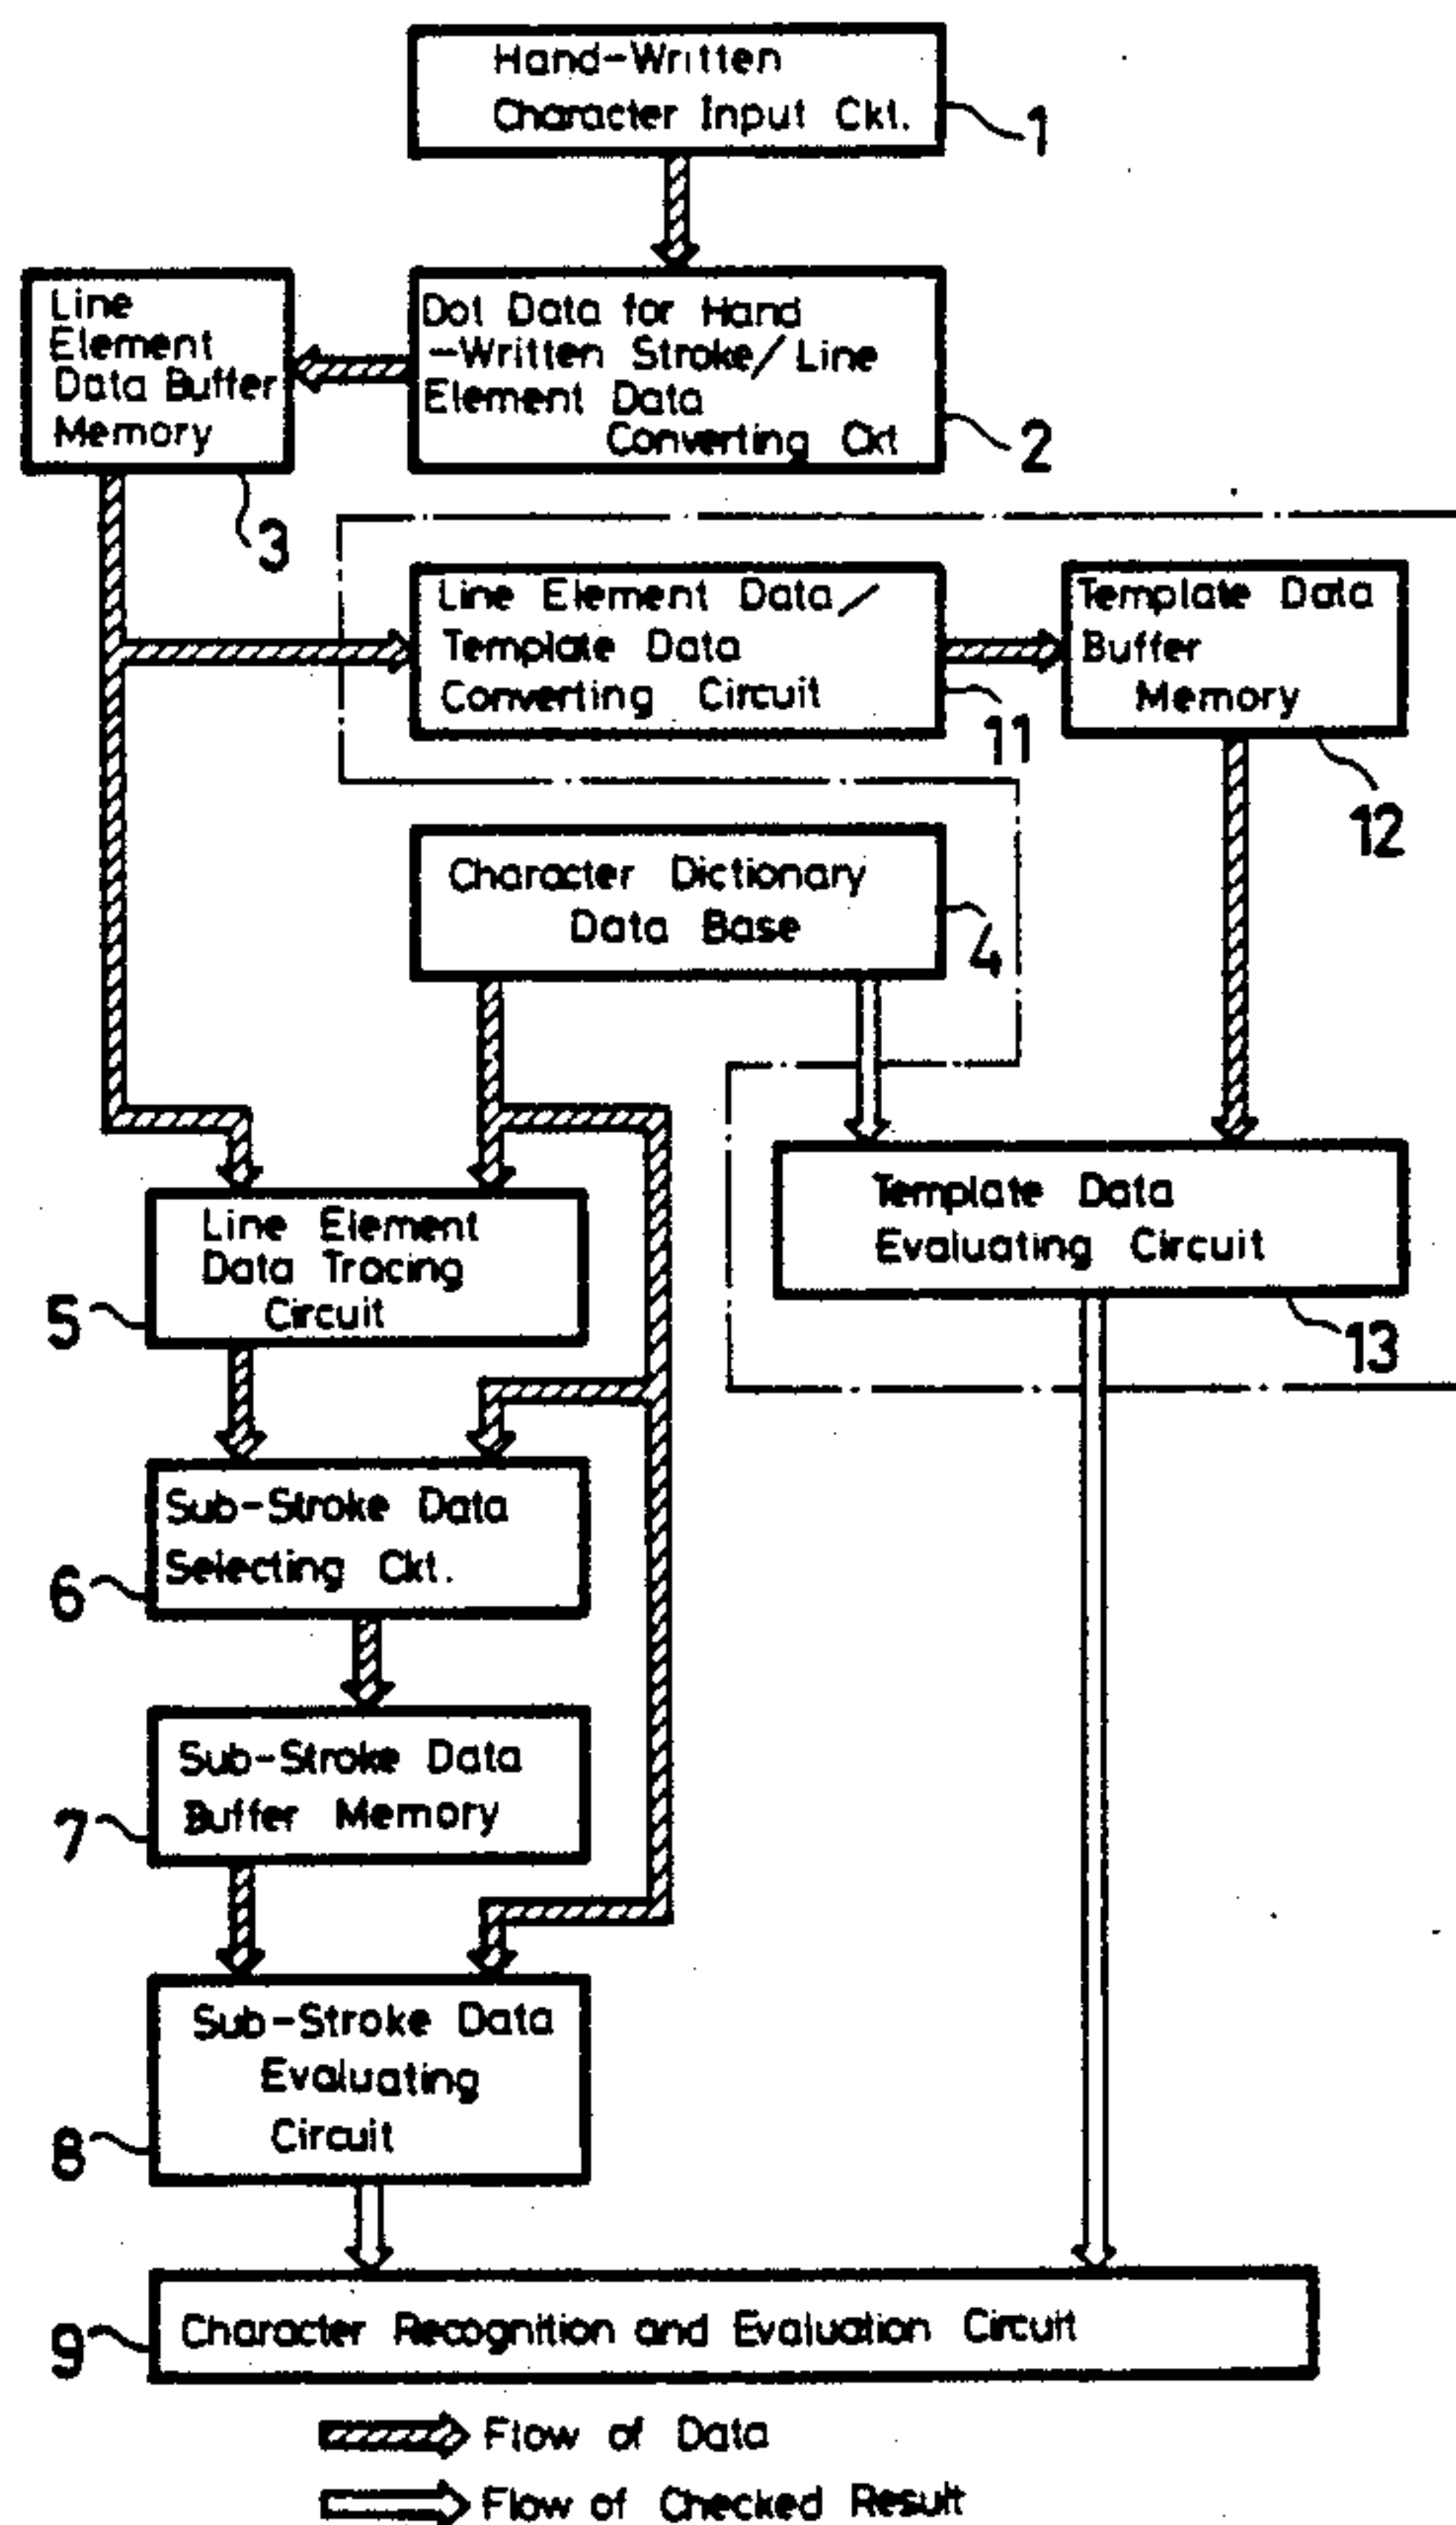 Hand-Written
Character Input Ckt.
1
Line
Element
Data Buffer
Memory
3
Dot Data for Hand
-Written Stroke/Line
Element Data
Converting Ckt
2
Line Element Data/
Template Data
Converting Circuit
11
Template Data
Buffer
Memory
12
Character Dictionary
Data Base
4
Line Element
Data Tracing
Circuit
5
Template Data
Evaluating Circuit
13
Sub-Stroke Data
Selecting Ckt.
6
Sub-Stroke Data
Buffer Memory
7
Sub-Stroke Data
Evaluating
Circuit
8
Character Recognition and Evaluation Circuit
9
Flow of Data
Flow of Checked Result